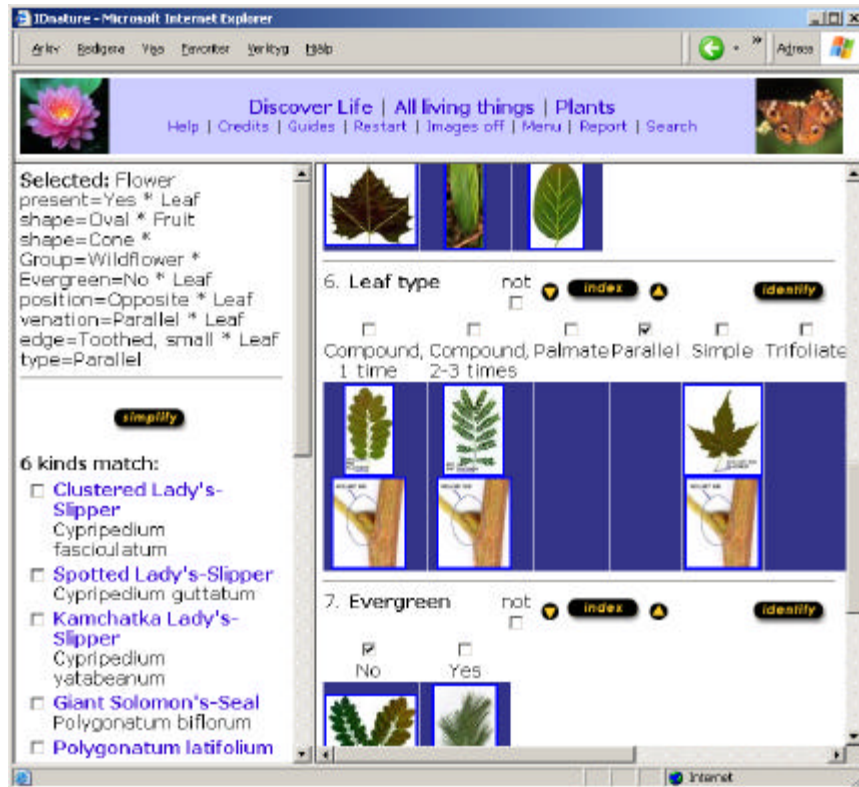 IDnature - Microsoft Internet Explorer
Arkiv Redigera Visa Favoriter Verktyg Hjälp
» Adress
Discover Life | All living things | Plants
Help | Credits | Guides | Restart | Images off | Menu | Report | Search
Selected: Flower
present=Yes * Leaf
shape=Oval * Fruit
shape=Cone *
Group=Wildflower *
Evergreen=No * Leaf
position=Opposite * Leaf
venation=Parallel * Leaf
edge=Toothed, small * Leaf
type=Parallel
simplify
6 kinds match:
Clustered Lady's-
Slipper
Cypripedium
fasciculatum
Spotted Lady's-Slipper
Cypripedium guttatum
Kamchatka Lady's-
Slipper
Cypripedium
yatabeanum
Giant Solomon's-Seal
Polygonatum biflorum
Polygonatum latifolium
6. Leaf type not index identify
Compound, Compound, Palmate Parallel Simple Trifoliate
1 time 2-3 times
7. Evergreen not index identify
No Yes
Internet